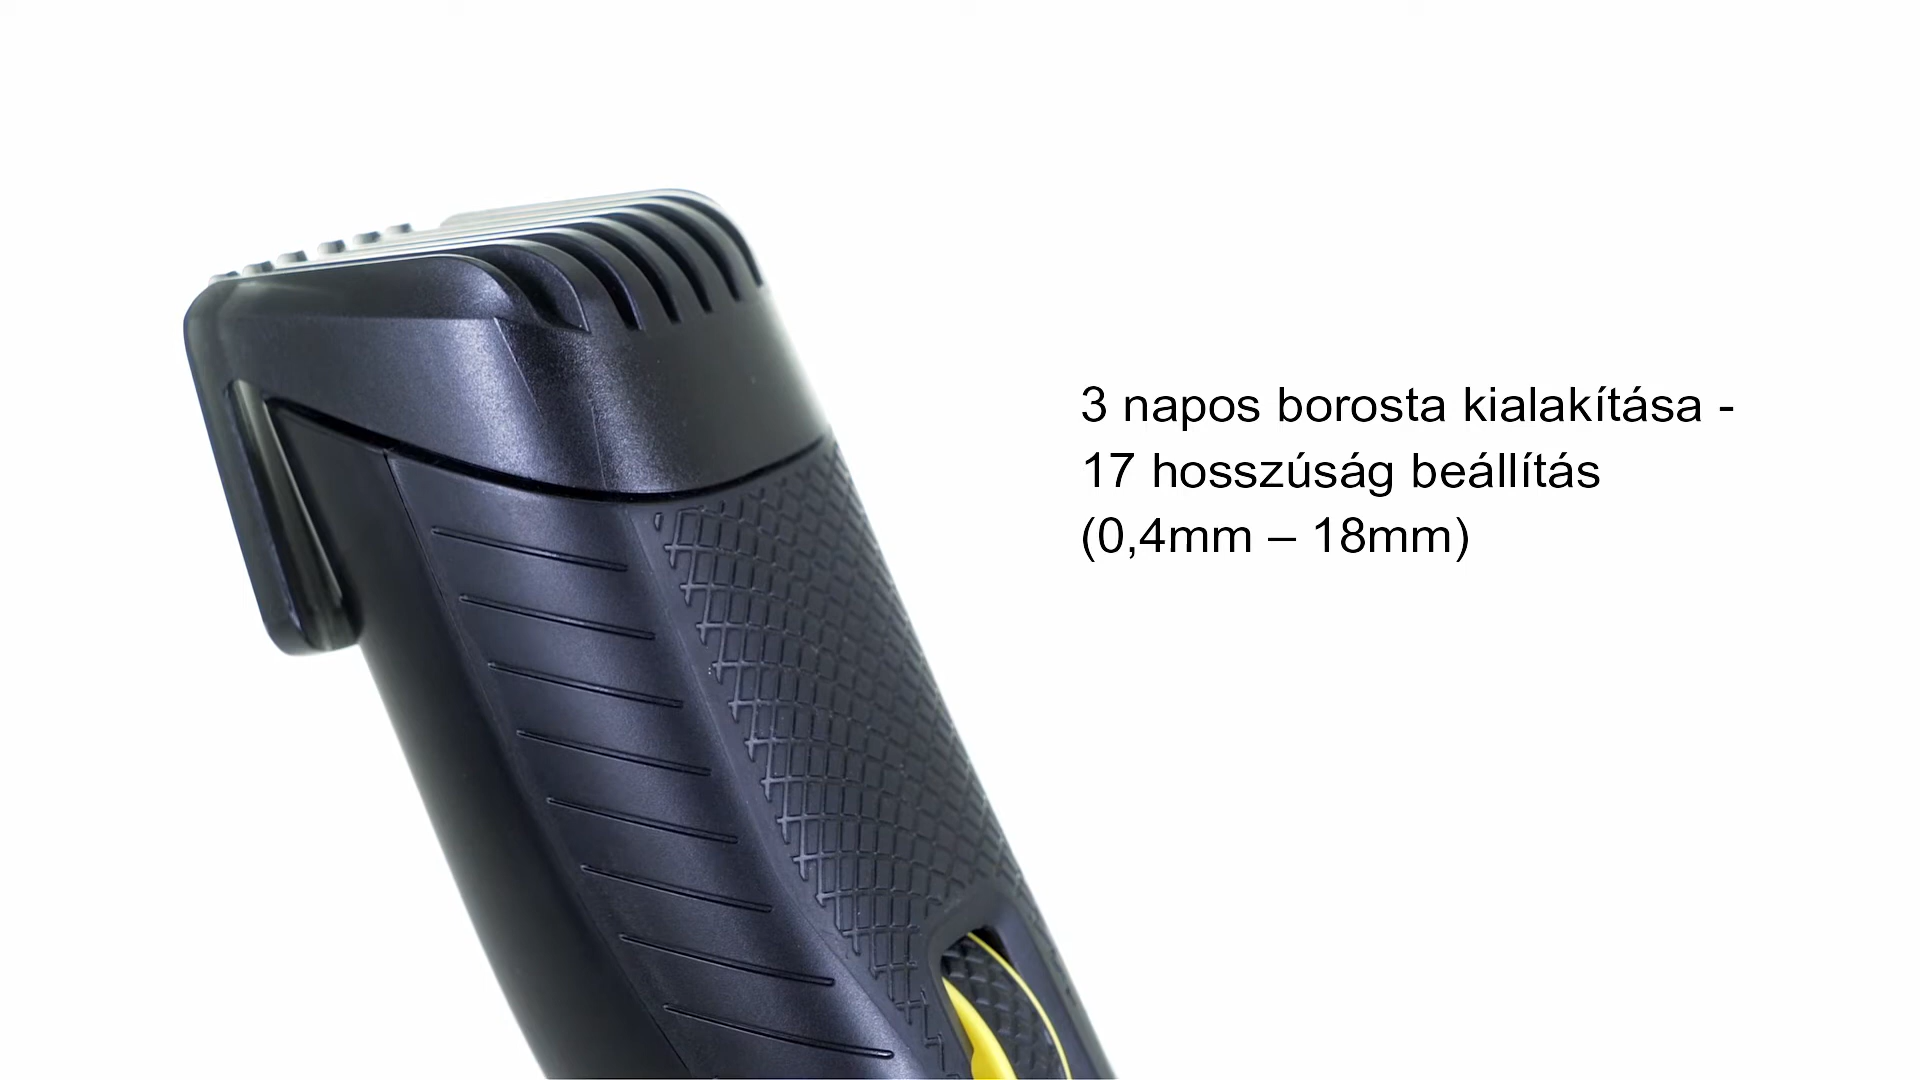 3 napos borosta kialakítása -
17 hosszúság beállítás
(0,4mm – 18mm)